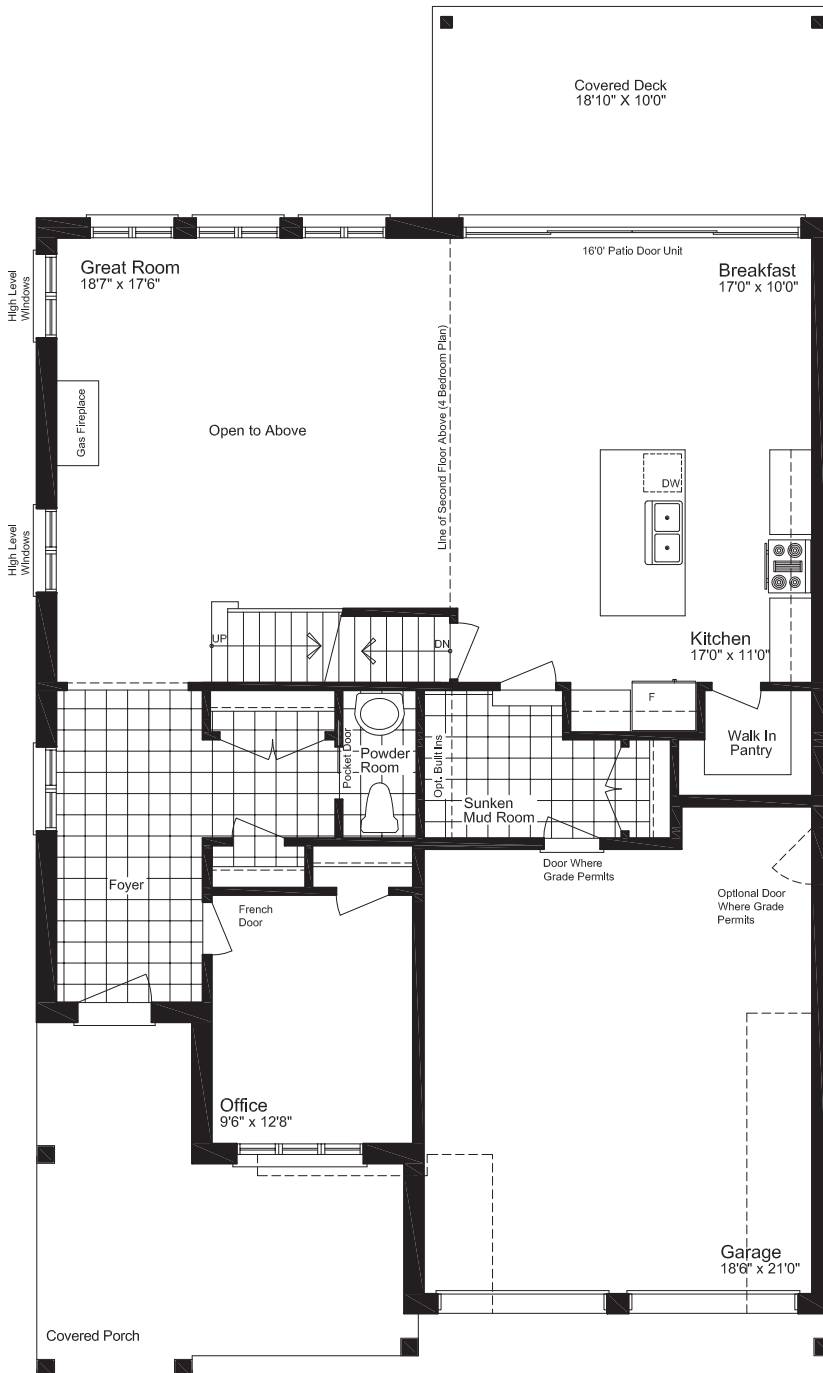 Covered Deck
18'10" X 10'0"
16'0' Patio Door Unit
Great Room
18'7" x 17'6"
Breakfast
17'0" x 10'0"
High Level
Windows
Gas Fireplace
Open to Above
Line of Second Floor Above (4 Bedroom Plan)
DW
High Level
Windows
UP
DN
Kitchen
17'0" x 11'0"
F
Walk In
Pantry
Pocket Door
Powder
Room
Opt. Built Ins
Sunken
Mud Room
Door Where
Grade Permits
Foyer
French
Door
Optional Door
Where Grade
Permits
Office
9'6" x 12'8"
Garage
18'6" x 21'0"
Covered Porch